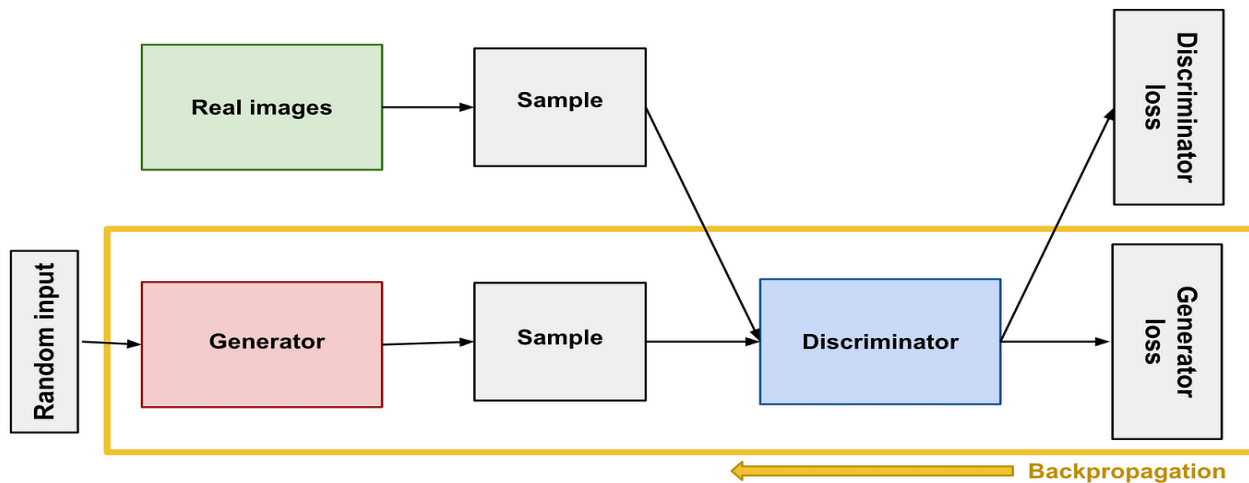 Real images
Sample
Discriminator
loss
Random input
Generator
Sample
Discriminator
Generator
loss
Backpropagation